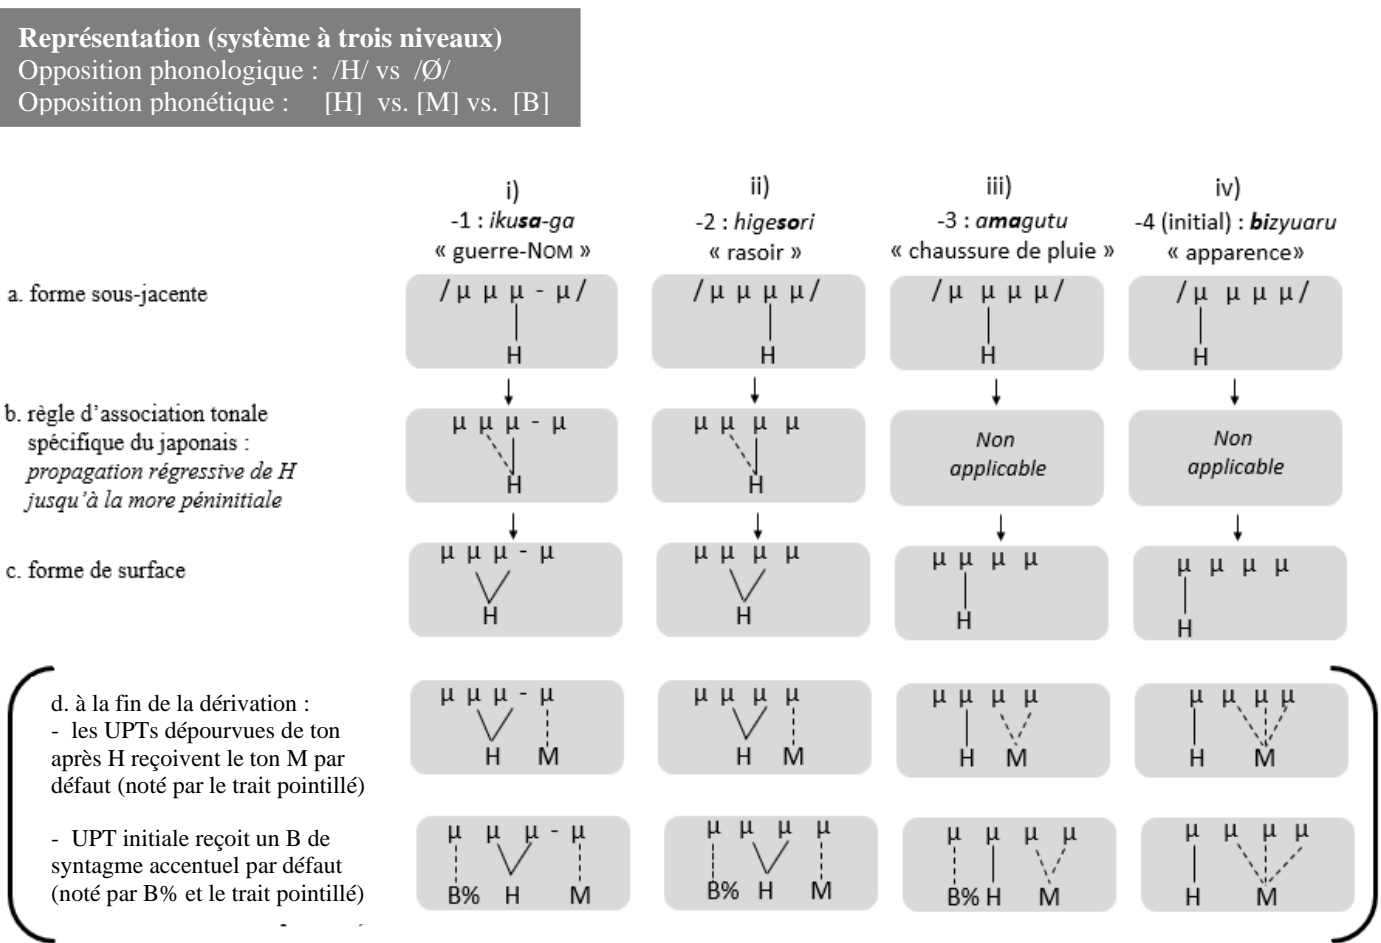 Représentation (système à trois niveaux)
Opposition phonologique : /H/ vs /Ø/
Opposition phonétique : [H] vs. [M] vs. [B]
i)
-1 : ikusa-ga
« guerre-NOM »
ii)
-2 : higesori
« rasoir »
iii)
-3 : amagutu
« chaussure de pluie »
iv)
-4 (initial) : bizyuaru
« apparence»
a. forme sous-jacente
/ μ μ μ - μ /
H
/ μ μ μ μ /
H
/ μ μ μ μ /
H
/ μ μ μ μ /
H
b. règle d’association tonale
spécifique du japonais :
propagation régressive de H
jusqu’à la more péninitiale
μ μ μ - μ
H
μ μ μ μ
H
Non
applicable
Non
applicable
c. forme de surface
μ μ μ - μ
H
μ μ μ μ
H
μ μ μ μ
H
μ μ μ μ
H
d. à la fin de la dérivation :
- les UPTs dépourvues de ton
après H reçoivent le ton M par
défaut (noté par le trait pointillé)
μ μ μ - μ
H M
μ μ μ μ
H M
μ μ μ μ
H M
μ μ μ μ
H M
- UPT initiale reçoit un B de
syntagme accentuel par défaut
(noté par B% et le trait pointillé)
μ μ μ - μ
B% H M
μ μ μ μ
B% H M
μ μ μ μ
B% H M
μ μ μ μ
H M